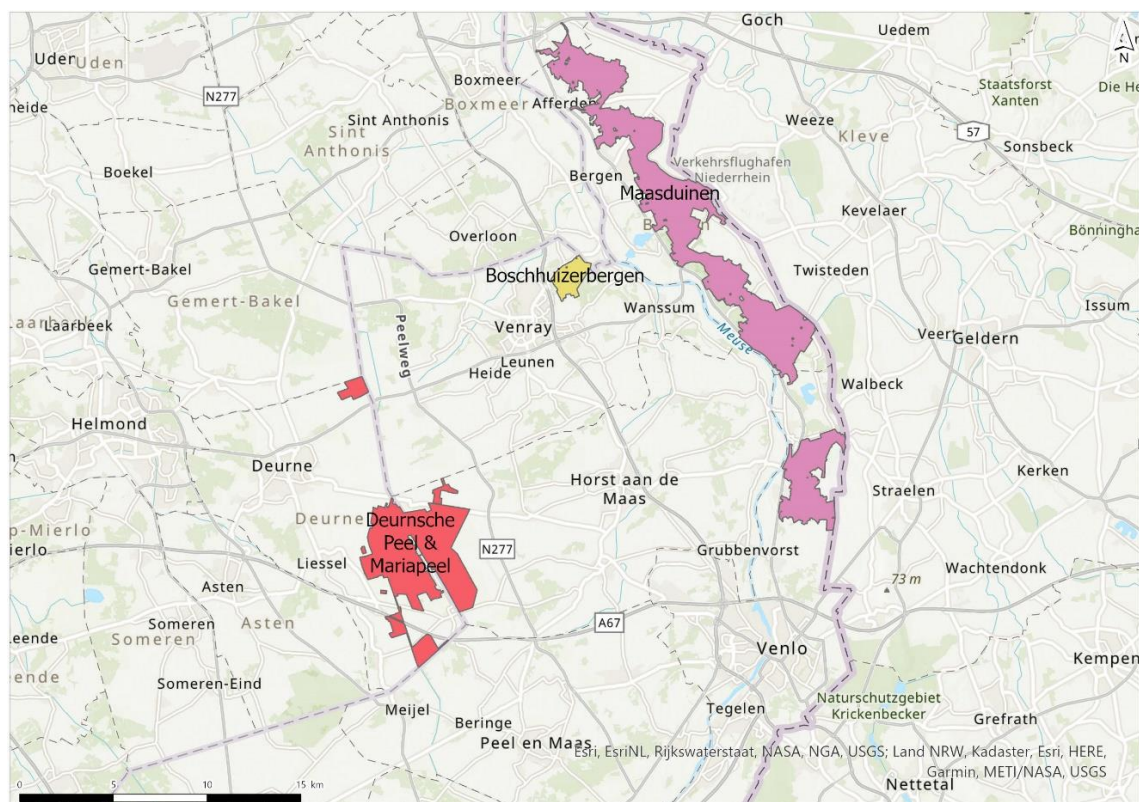 Goch
Uedem
Uder
Uden
N277
Boxmeer
Boxmeer
Afferden
Staatsforst
Xanten
Die He
N
heide
Sint Anthonis
Sint
Anthonis
Weeze
Kleve
57
Sonsbeck
Boekel
Bergen
Verkehrsflughafen
Niederrhein
Maasduinen
Kevelaer
Overloon
Bönningha
Gemert-Bakel
Gemert-Bakel
Boschhuizerbergen
Twisteden
Wanssum
Issum
Laarbeek
Peelweg
Venray
Meuse
Veert
Geldern
Leunen
Heide
Walbeck
Helmond
Deurne
Horst aan de
Maas
Kerken
Straelen
Deurne
Deurnsche
Peel &
Mariapeel
p-Mierlo
ierlo
N277
Grubbenvorst
Liessel
Wachtendonk
73 m
Asten
Asten
Leende
Someren
Someren
A67
Venlo
Kempen
Someren-Eind
Naturschutzgebiet
Krickenbecker
Meijel
Tegelen
Grefrath
Beringe
Peel en Maas
Esri, EsriNL, Rijkswaterstaat, NASA, NGA, USGS; Land NRW, Kadaster, Esri, HERE,
Garmin, METI/NASA, USGS
Nettetal
0 5 10 15 km